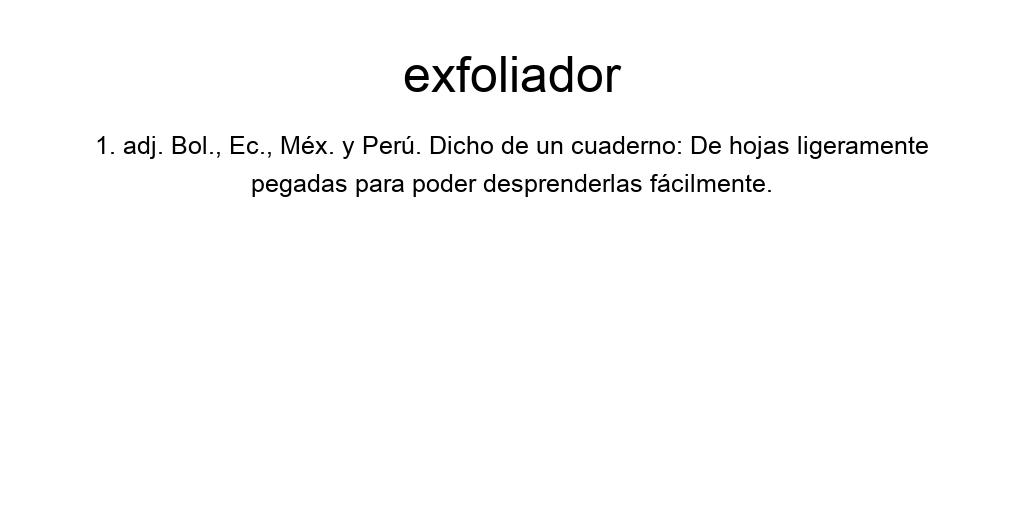 exfoliador
1. adj. Bol., Ec., Méx. y Perú. Dicho de un cuaderno: De hojas ligeramente
pegadas para poder desprenderlas fácilmente.